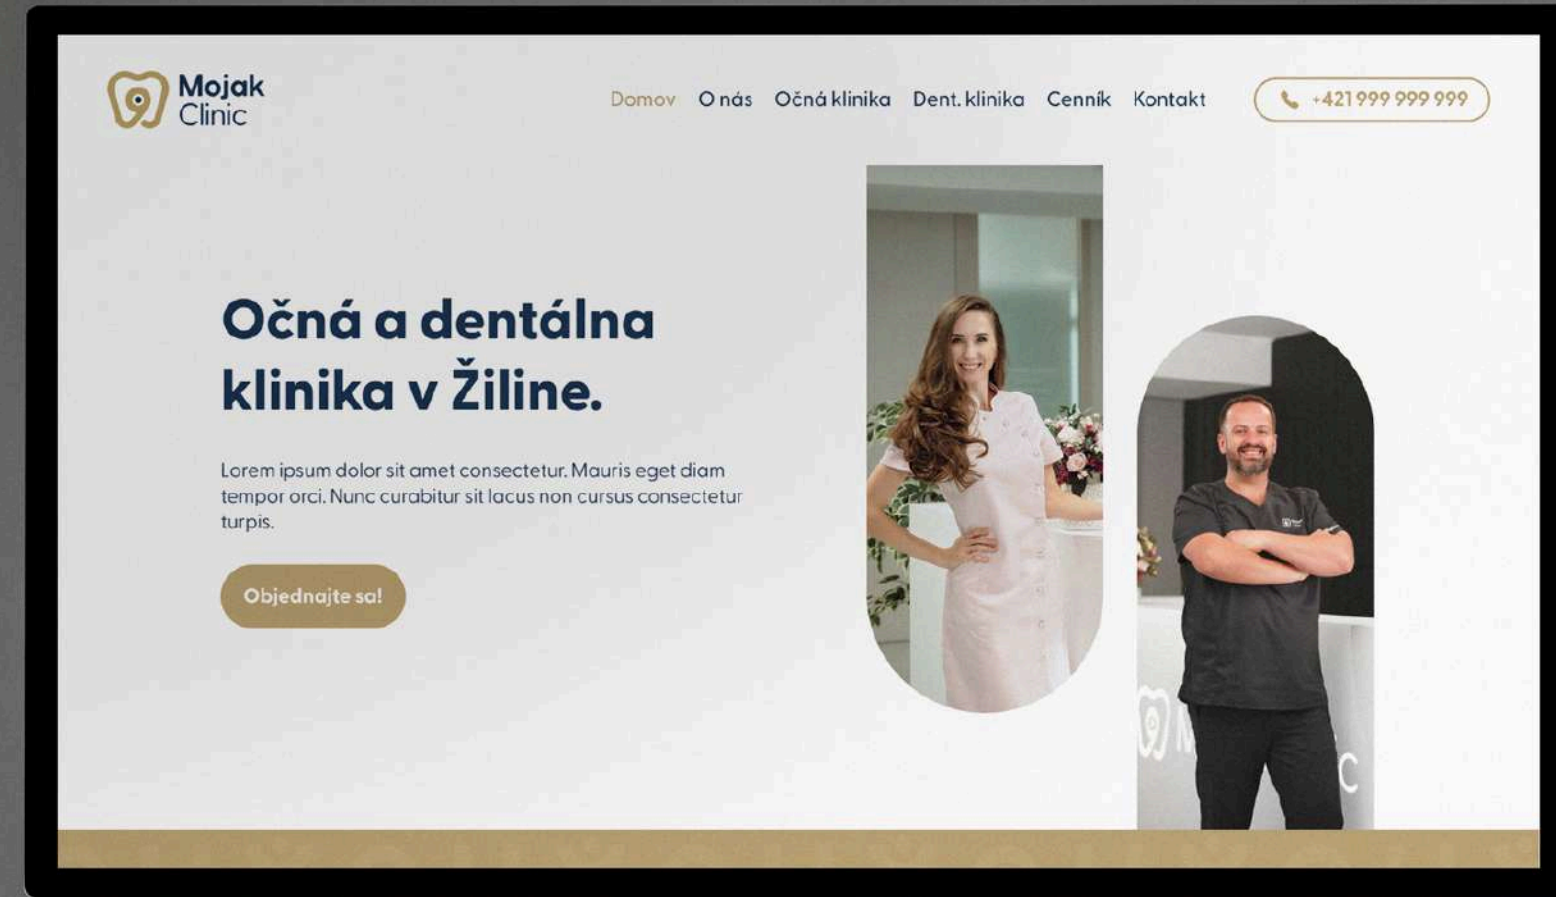 Mojak
Clinic
Domov O nás Očná klinika Dent. klinika Cenník Kontakt +421 999 999 999
Očná a dentálna
klinika v Žiline.
Lorem ipsum dolor sit amet consectetur. Mauris eget diam
tempor orci. Nunc curabitur sit lacus non cursus consectetur
turpis.
Objednajte sa!